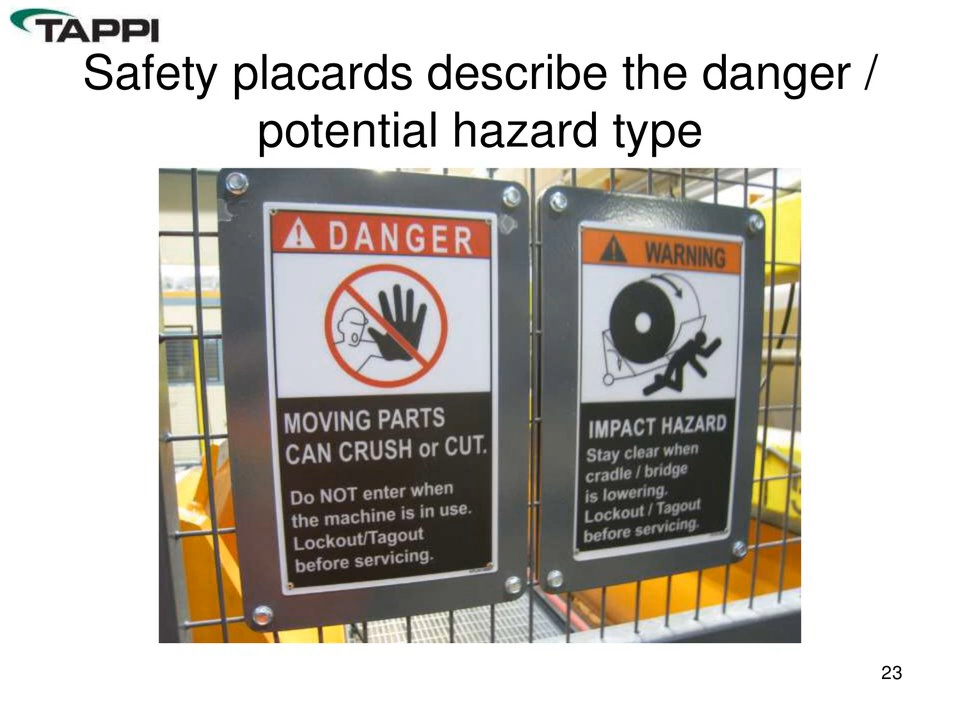 TAPPI
Safety placards describe the danger /
potential hazard type
DANGER
MOVING PARTS
CAN CRUSH or CUT.
Do NOT enter when
the machine is in use.
Lockout/Tagout
before servicing.
WARNING
IMPACT HAZARD
Stay clear when
cradle / bridge
is lowering.
Lockout / Tagout
before servicing.
23